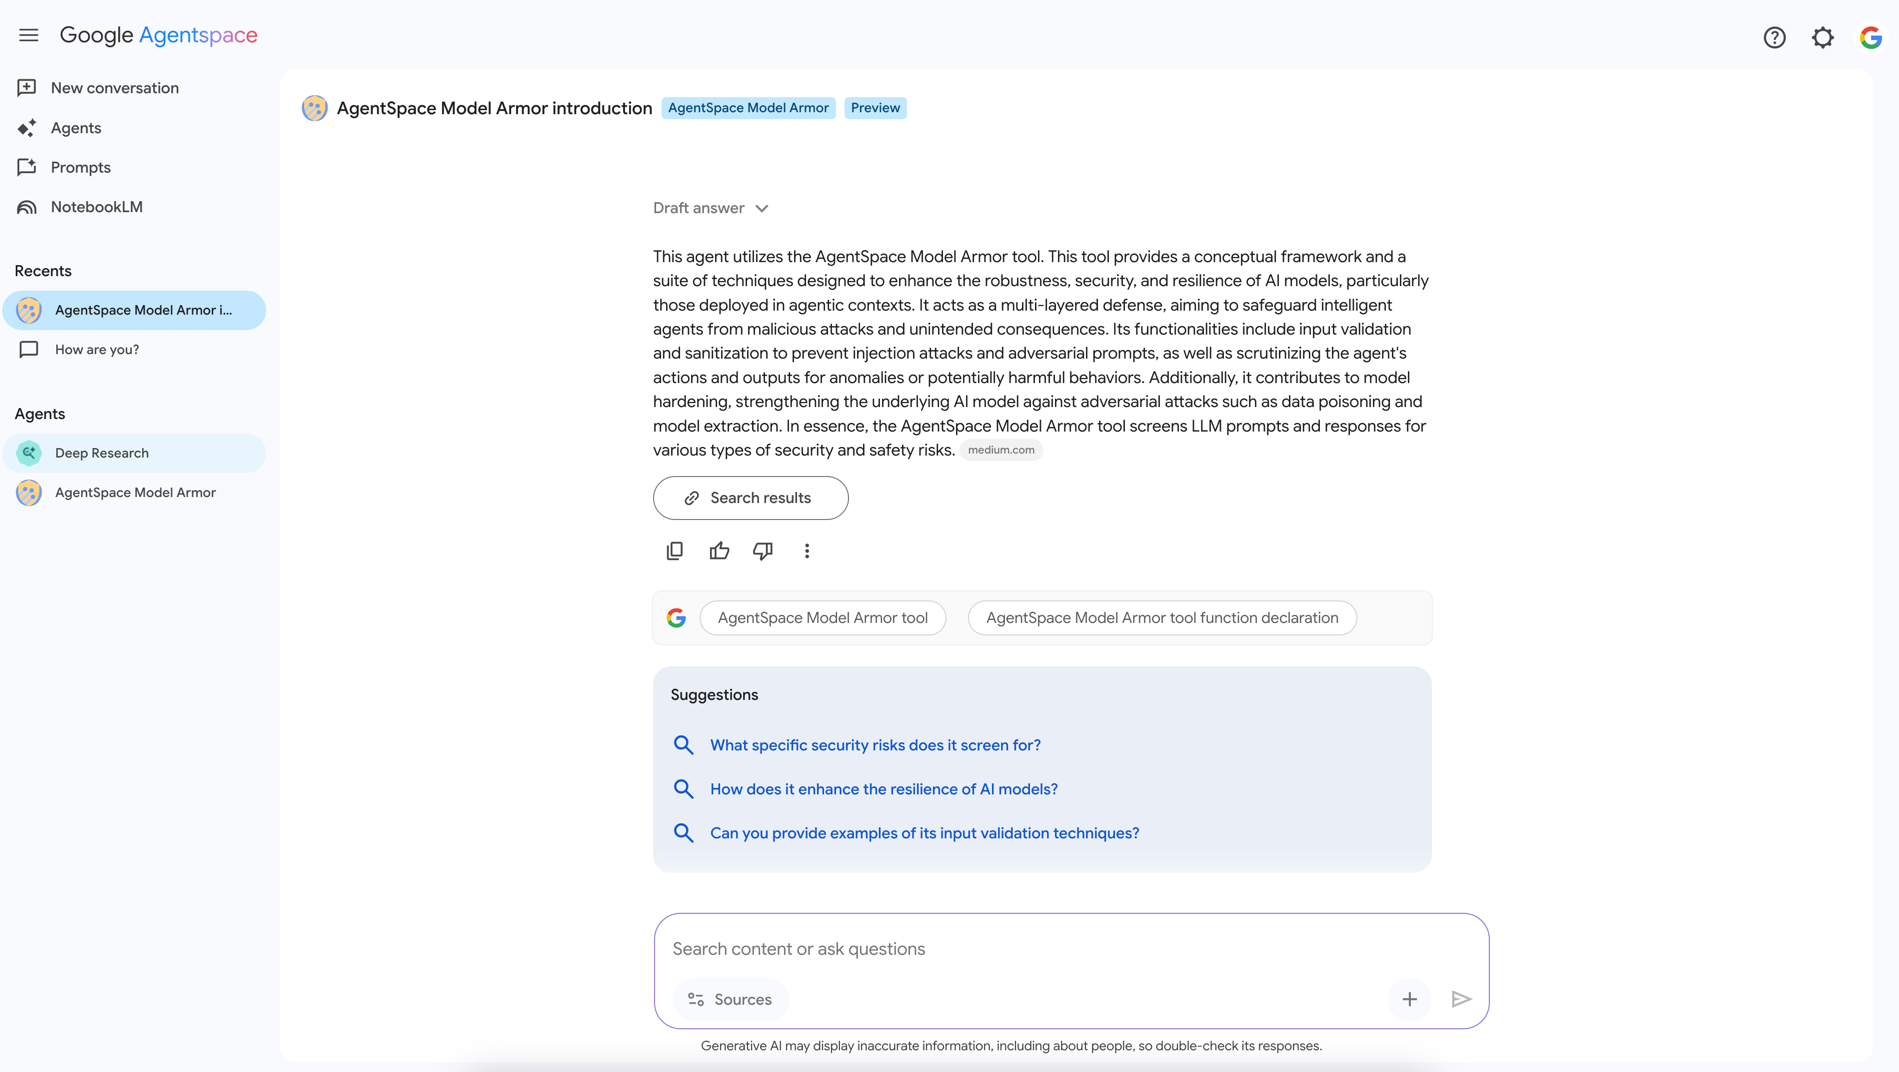 Google Agentspace
New conversation
Agents
Prompts
NotebookLM
Recents
AgentSpace Model Armor i...
How are you?
Agents
Deep Research
AgentSpace Model Armor
AgentSpace Model Armor introduction AgentSpace Model Armor Preview
Draft answer
This agent utilizes the AgentSpace Model Armor tool. This tool provides a conceptual framework and a
suite of techniques designed to enhance the robustness, security, and resilience of AI models, particularly
those deployed in agentic contexts. It acts as a multi-layered defense, aiming to safeguard intelligent
agents from malicious attacks and unintended consequences. Its functionalities include input validation
and sanitization to prevent injection attacks and adversarial prompts, as well as scrutinizing the agent's
actions and outputs for anomalies or potentially harmful behaviors. Additionally, it contributes to model
hardening, strengthening the underlying AI model against adversarial attacks such as data poisoning and
model extraction. In essence, the AgentSpace Model Armor tool screens LLM prompts and responses for
various types of security and safety risks. medium.com
Search results
AgentSpace Model Armor tool AgentSpace Model Armor tool function declaration
Suggestions
What specific security risks does it screen for?
How does it enhance the resilience of AI models?
Can you provide examples of its input validation techniques?
Search content or ask questions
Sources
Generative AI may display inaccurate information, including about people, so double-check its responses.